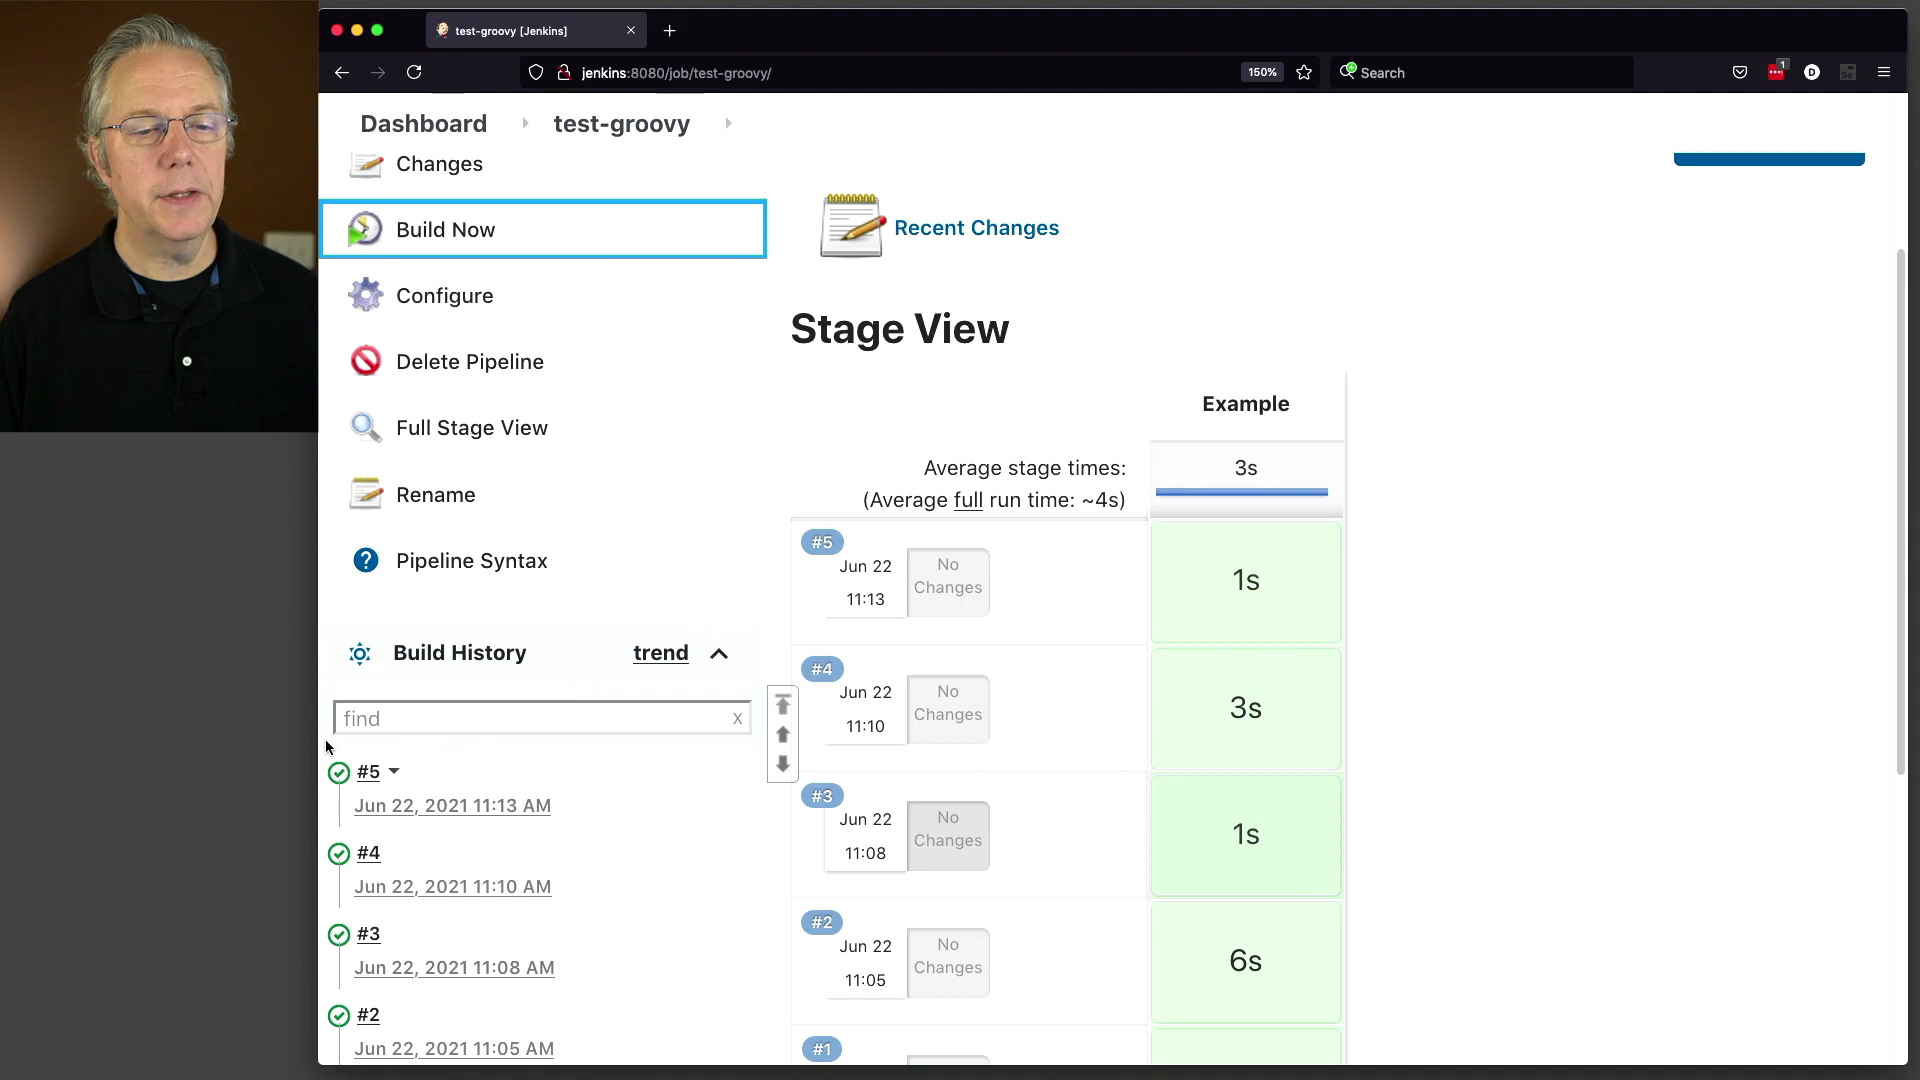 test-groovy [Jenkins]
jenkins:8080/job/test-groovy/
150%
Search
1
D
Dashboard
test-groovy
Changes
Build Now
Configure
Delete Pipeline
Full Stage View
Rename
Pipeline Syntax
Build History
trend
find
x
#5
Jun 22, 2021 11:13 AM
#4
Jun 22, 2021 11:10 AM
#3
Jun 22, 2021 11:08 AM
#2
Jun 22, 2021 11:05 AM
Recent Changes
Stage View
Example
Average stage times:
(Average full run time: ~4s)
3s
#5
Jun 22
11:13
No
Changes
1s
#4
Jun 22
11:10
No
Changes
3s
#3
Jun 22
11:08
No
Changes
1s
#2
Jun 22
11:05
No
Changes
6s
#1